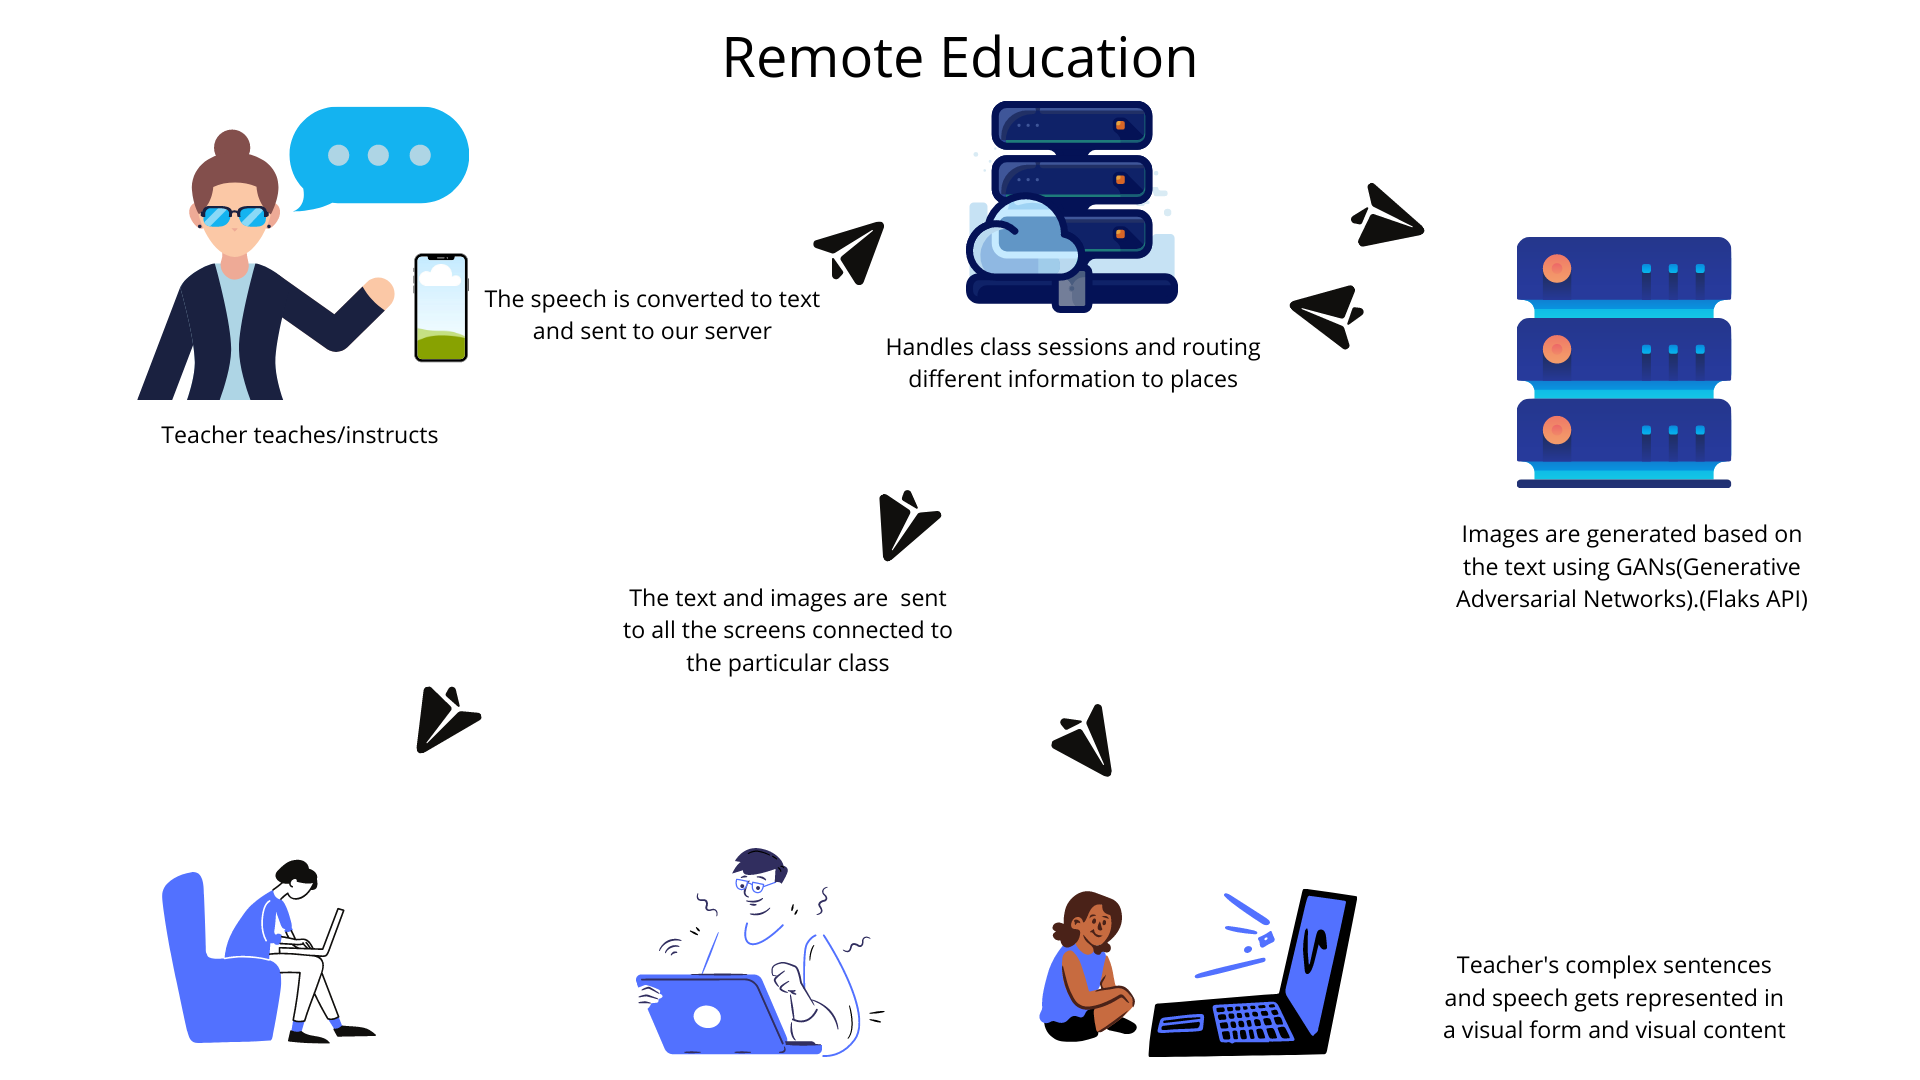 Remote Education
The speech is converted to text
and sent to our server
Handles class sessions and routing
different information to places
Teacher teaches/instructs
Images are generated based on
the text using GANs(Generative
Adversarial Networks).(Flaks API)
The text and images are  sent
to all the screens connected to
the particular class
Teacher's complex sentences
and speech gets represented in
a visual form and visual content